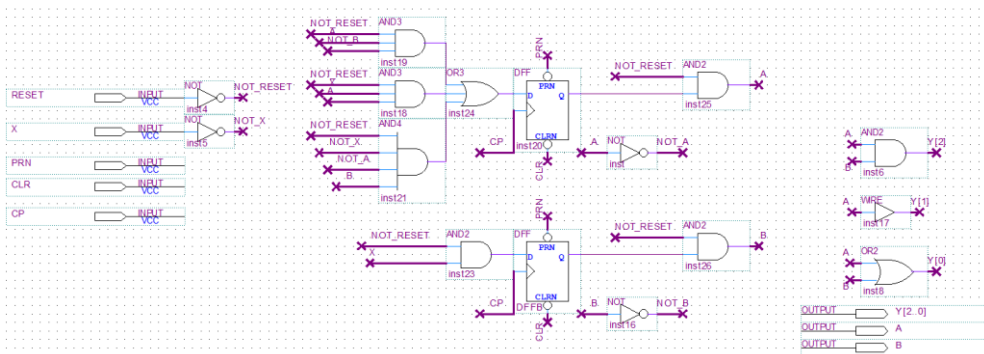 RESET
INPUT
VCC
NOT
NOT_RESET
inst4
X
INPUT
VCC
NOT
NOT_X
inst5
PRN
INPUT
VCC
CLR
INPUT
VCC
CP
INPUT
VCC
NOT_RESET
AND3
NOT_B
inst19
NOT_RESET
AND3
A
inst18
NOT_RESET
AND4
NOT_X
NOT_A
B
inst21
OR3
inst24
DFF
PRN
PRN
D
Q
CLRN
CP
inst20
CLR
NOT_RESET
AND2
A
inst25
A
NOT
NOT_A
inst
NOT_RESET
AND2
X
inst23
PRN
DFF
PRN
D
Q
CLRN
CP
DFFB
CLR
NOT_RESET
AND2
B
inst26
B
NOT
NOT_B
inst16
A
AND2
Y[2]
B
inst6
A
WIRE
Y[1]
inst17
A
OR2
Y[0]
B
inst8
OUTPUT
Y[2..0]
OUTPUT
A
OUTPUT
B